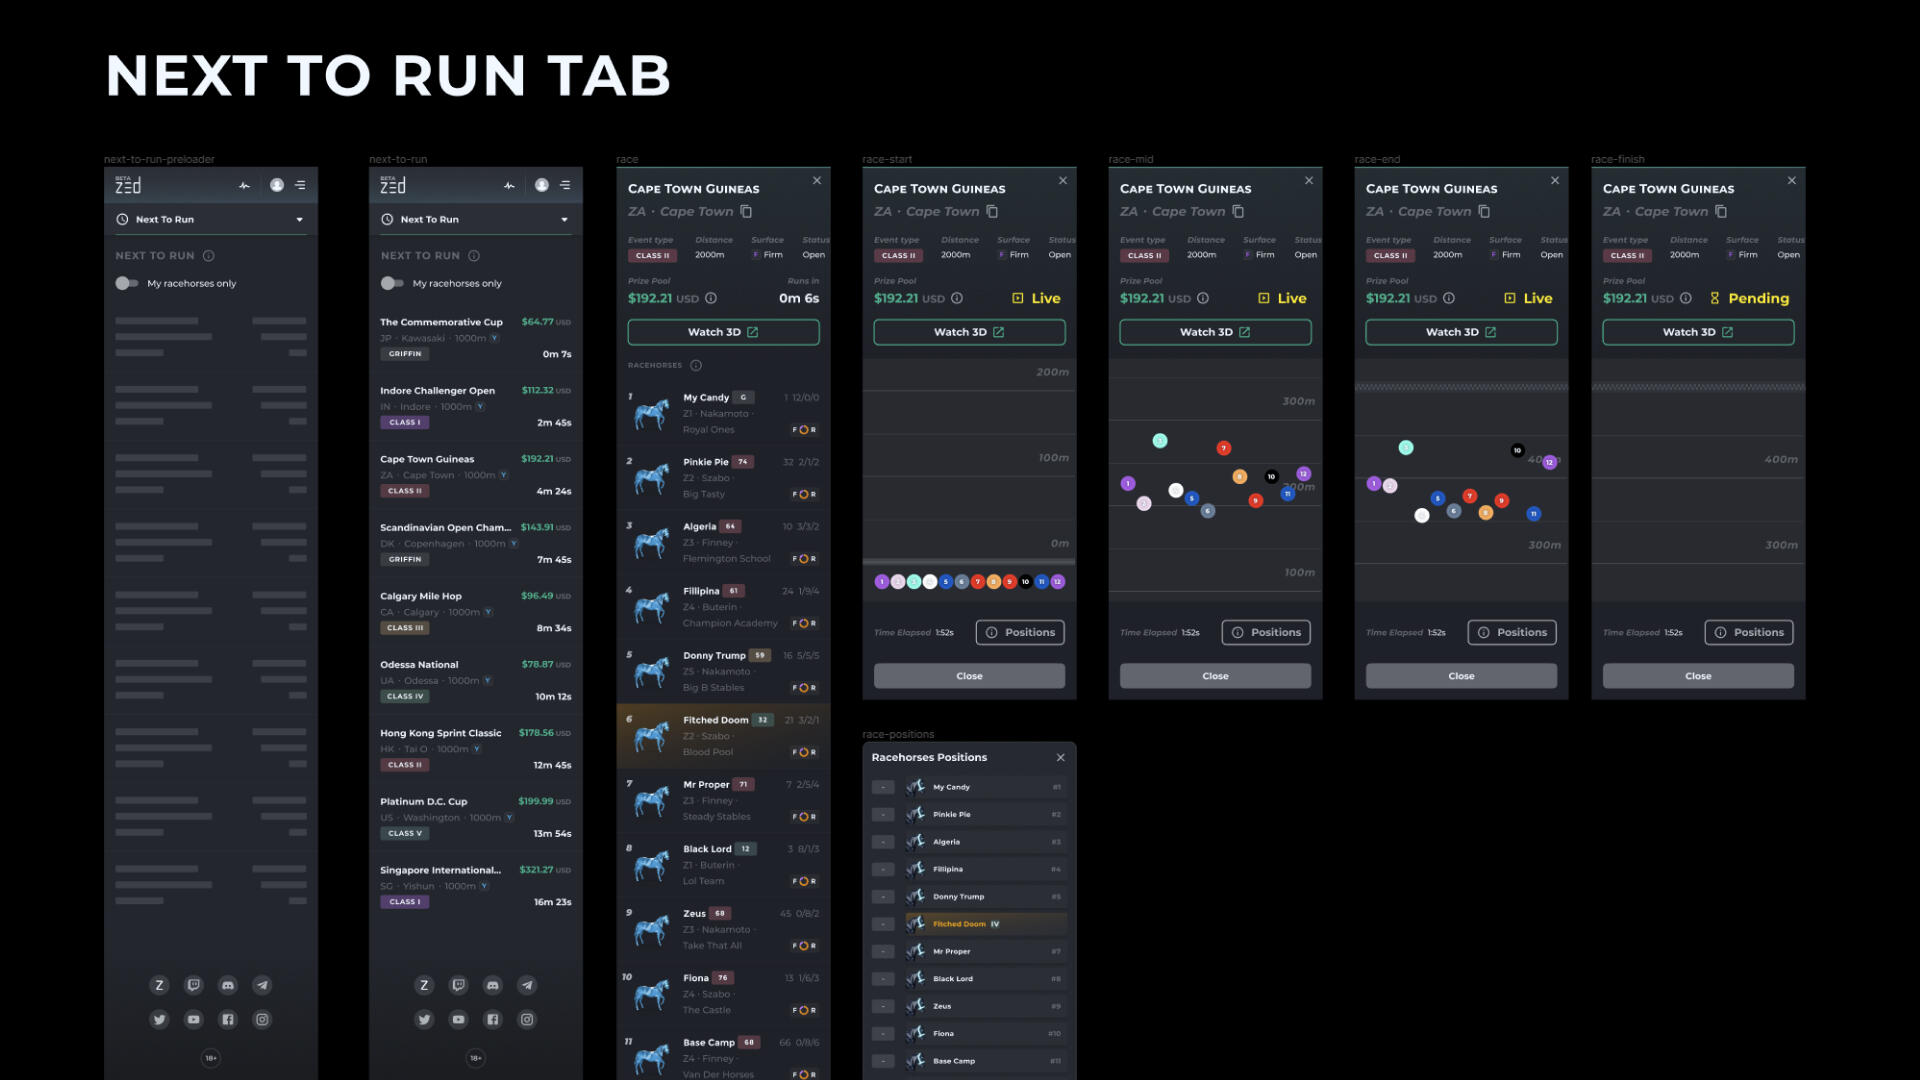 NEXT TO RUN TAB
next-to-run-preloader
BETA
zed
Next To Run
NEXT TO RUN
My racehorses only
18+
next-to-run
BETA
zed
Next To Run
NEXT TO RUN
My racehorses only
The Commemorative Cup $64.77 USD
JP · Kawasaki · 1000m Y
GRIFFIN 0m 7s
Indore Challenger Open $112.32 USD
IN · Indore · 1000m Y
CLASS I 2m 45s
Cape Town Guineas $192.21 USD
ZA · Cape Town · 1000m Y
CLASS II 4m 24s
Scandinavian Open Cham... $143.91 USD
DK · Copenhagen · 1000m Y
GRIFFIN 7m 45s
Calgary Mile Hop $96.49 USD
CA · Calgary · 1000m Y
CLASS III 8m 34s
Odessa National $78.87 USD
UA · Odessa · 1000m Y
CLASS IV 10m 12s
Hong Kong Sprint Classic $178.56 USD
HK · Tai O · 1000m Y
CLASS II 12m 45s
Platinum D.C. Cup $199.99 USD
US · Washington · 1000m Y
CLASS V 13m 54s
Singapore International... $321.27 USD
SG · Yishun · 1000m Y
CLASS I 16m 23s
18+
race
CAPE TOWN GUINEAS
ZA · Cape Town
Event type Distance Surface Status
CLASS II 2000m F Firm Open
Prize Pool Runs in
$192.21 USD 0m 6s
Watch 3D
RACEHORSES
1 My Candy G 1 12/0/0
Z1 · Nakamoto ·
Royal Ones F R
2 Pinkie Pie 74 32 2/1/2
Z2 · Szabo ·
Big Tasty F R
3 Algeria 64 10 3/3/2
Z3 · Finney ·
Flemington School F R
4 Fillipina 61 24 1/9/4
Z4 · Buterin ·
Champion Academy F R
5 Donny Trump 59 16 5/5/5
Z5 · Nakamoto ·
Big B Stables F R
6 Fitched Doom 32 21 3/2/1
Z2 · Szabo ·
Blood Pool F R
7 Mr Proper 71 7 2/5/4
Z3 · Finney ·
Steady Stables F R
8 Black Lord 12 3 8/1/3
Z1 · Buterin ·
Lol Team F R
9 Zeus 68 45 0/8/2
Z3 · Nakamoto ·
Take That All F R
10 Fiona 76 13 1/6/3
Z4 · Szabo ·
The Castle F R
11 Base Camp 68 66 0/8/6
Z4 · Finney ·
Van Der Horses F R
race-start
CAPE TOWN GUINEAS
ZA · Cape Town
Event type Distance Surface Status
CLASS II 2000m F Firm Open
Prize Pool
$192.21 USD Live
Watch 3D
200m
100m
0m
1 5 6 7 8 9 10 11 12
Time Elapsed 1:52s Positions
Close
race-mid
CAPE TOWN GUINEAS
ZA · Cape Town
Event type Distance Surface Status
CLASS II 2000m F Firm Open
Prize Pool
$192.21 USD Live
Watch 3D
300m
7
12
8 10
1
11
5
9
6
100m
Time Elapsed 1:52s Positions
Close
race-end
CAPE TOWN GUINEAS
ZA · Cape Town
Event type Distance Surface Status
CLASS II 2000m F Firm Open
Prize Pool
$192.21 USD Live
Watch 3D
10
12
1
7
5 9
6 8 11
300m
Time Elapsed 1:52s Positions
Close
race-finish
CAPE TOWN GUINEAS
ZA · Cape Town
Event type Distance Surface Status
CLASS II 2000m F Firm Open
Prize Pool
$192.21 USD Pending
Watch 3D
400m
300m
Time Elapsed 1:52s Positions
Close
race-positions
Racehorses Positions
- My Candy #1
- Pinkie Pie #2
- Algeria #3
- Fillipina #4
- Donny Trump #5
- Fitched Doom IV
- Mr Proper #7
- Black Lord #8
- Zeus #9
- Fiona #10
- Base Camp #11